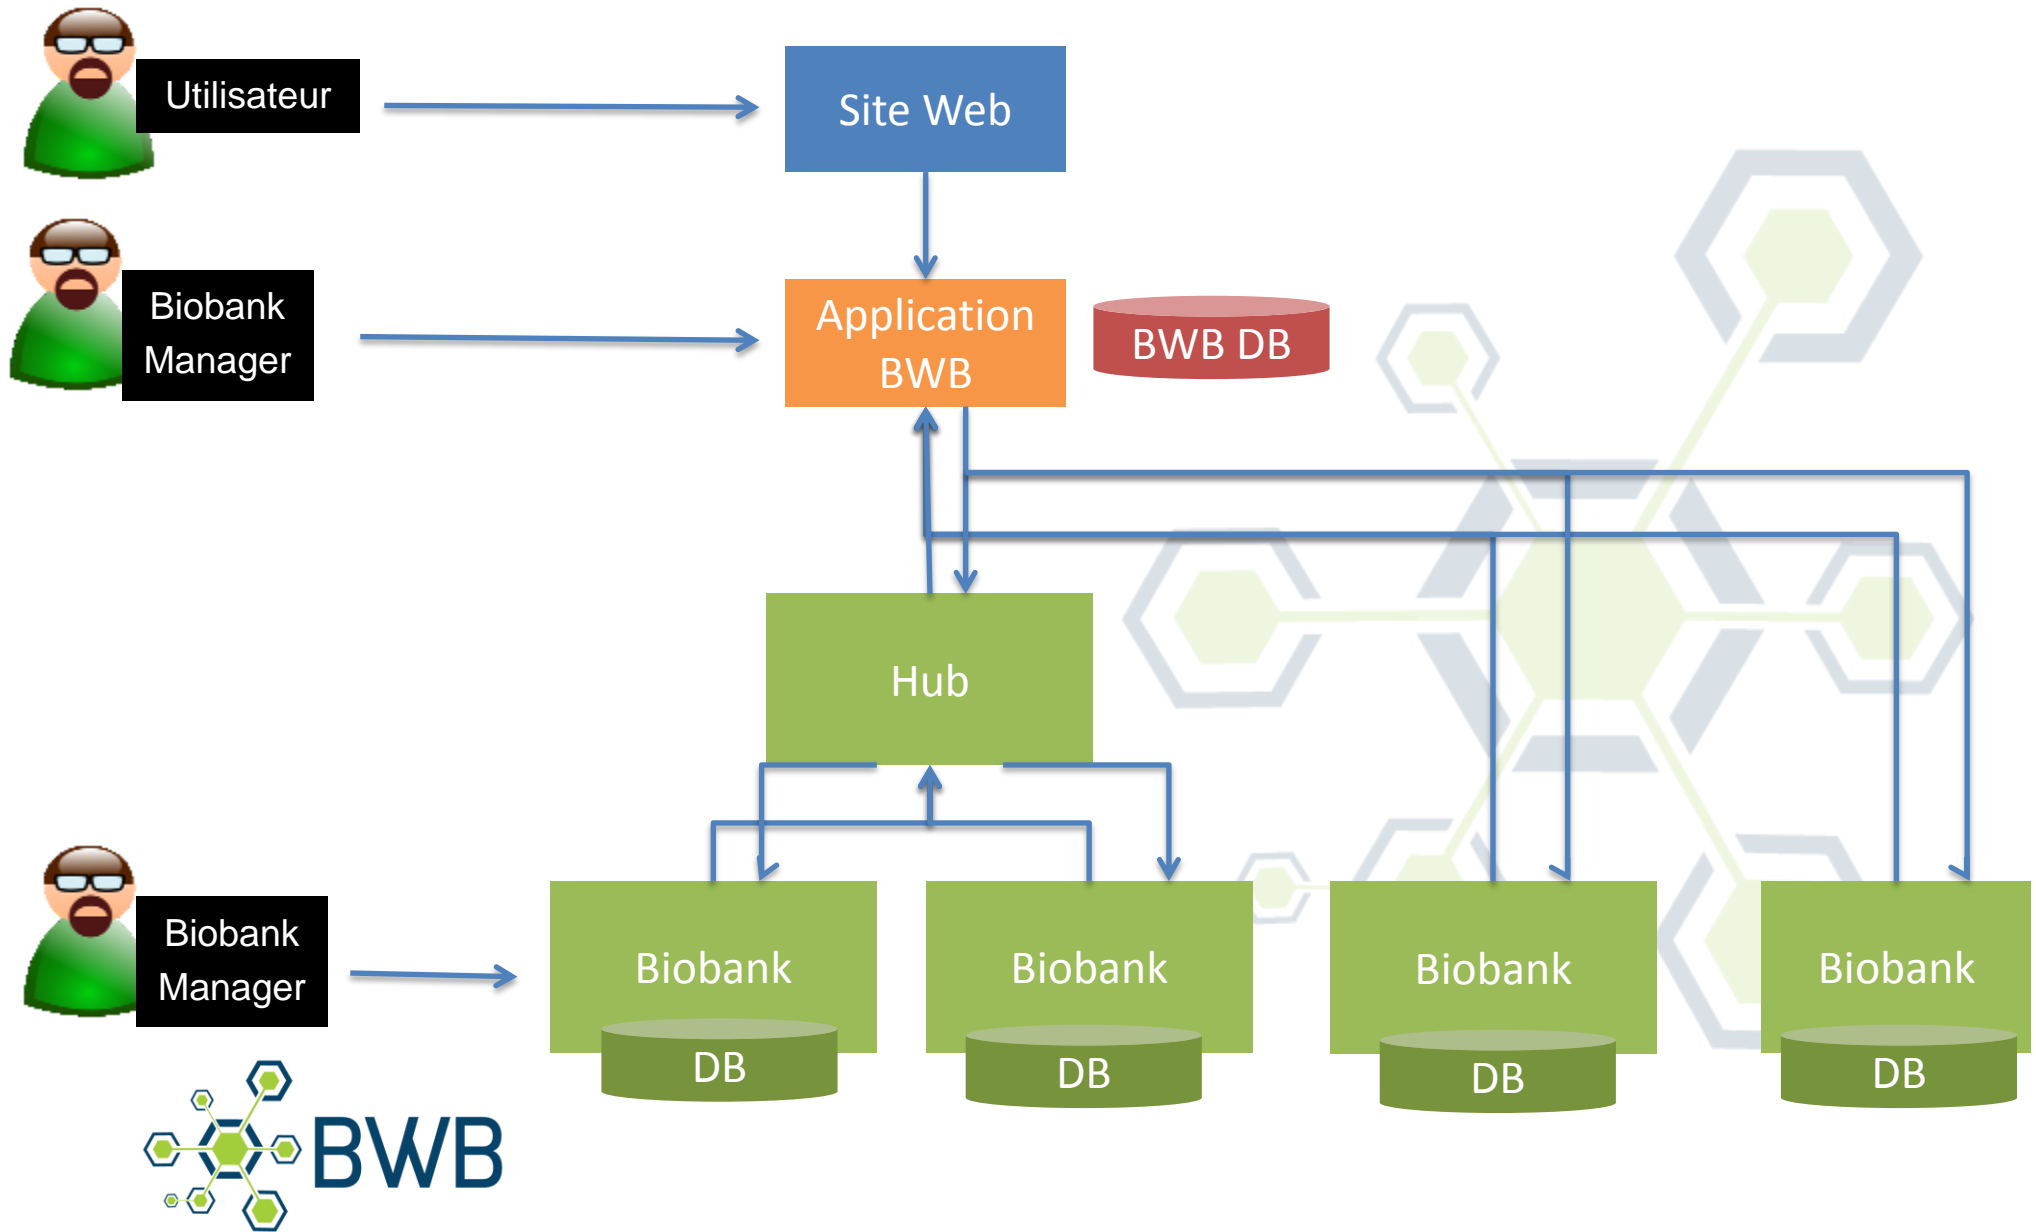 Utilisateur
Site Web
Biobank
Manager
Application
BWB
BWB DB
Hub
Biobank
Manager
Biobank
Biobank
Biobank
Biobank
DB
DB
DB
DB
BWB